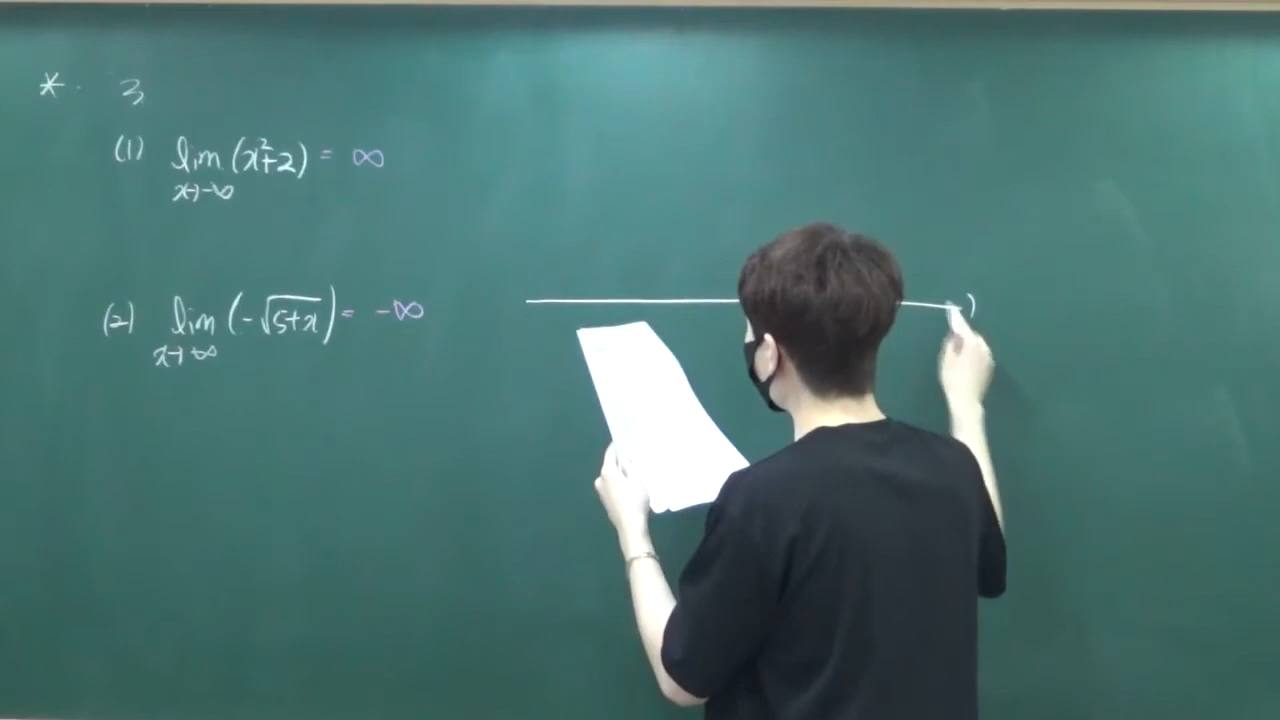 * · 3
(1) lim (x²+2) = ∞
x→-∞
(2) lim (-√(5+x)) = -∞
x→∞